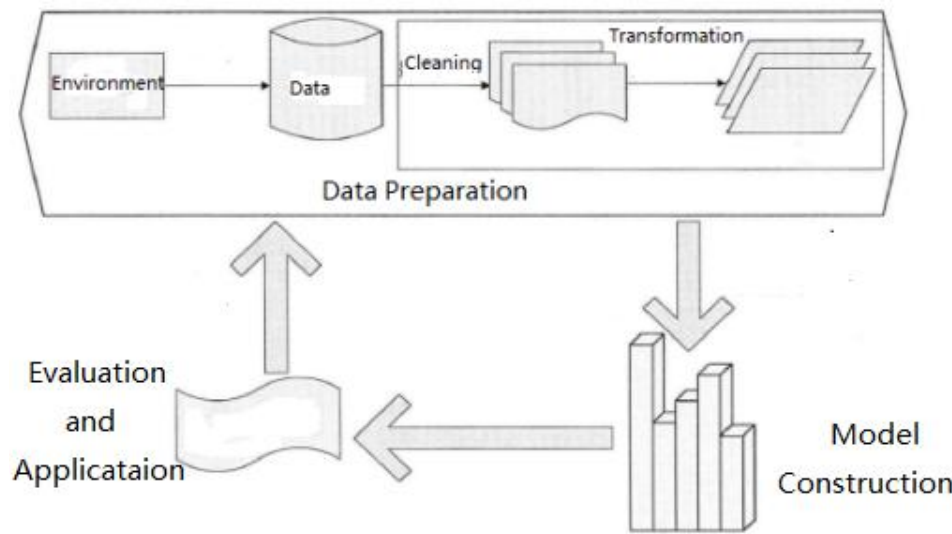 Environment
Data
Cleaning
Transformation
Data Preparation
Evaluation
and
Applicataion
Model
Construction